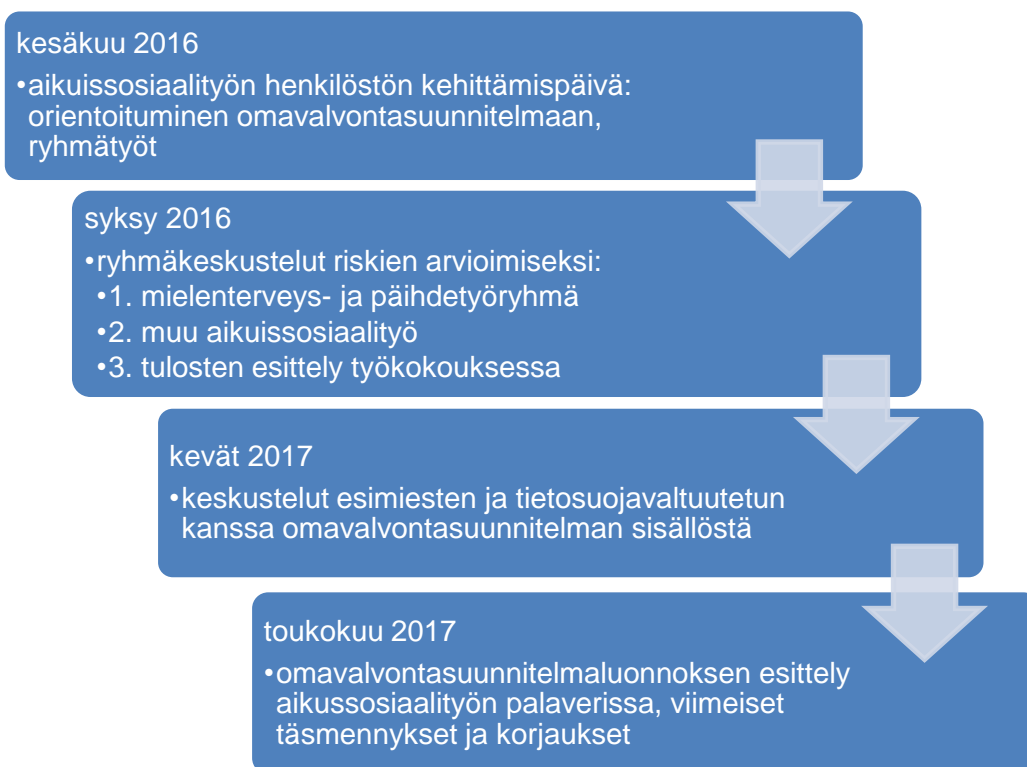 kesäkuu 2016
•aikuissosiaalityön henkilöstön kehittämispäivä:
orientoituminen omavalvontasuunnitelmaan,
ryhmätyöt
syksy 2016
•ryhmäkeskustelut riskien arvioimiseksi:
•1. mielenterveys- ja päihdetyöryhmä
•2. muu aikuissosiaalityö
•3. tulosten esittely työkokouksessa
kevät 2017
•keskustelut esimiesten ja tietosuojavaltuutetun
kanssa omavalvontasuunnitelman sisällöstä
toukokuu 2017
•omavalvontasuunnitelmaluonnoksen esittely
aikussosiaalityön palaverissa, viimeiset
täsmennykset ja korjaukset